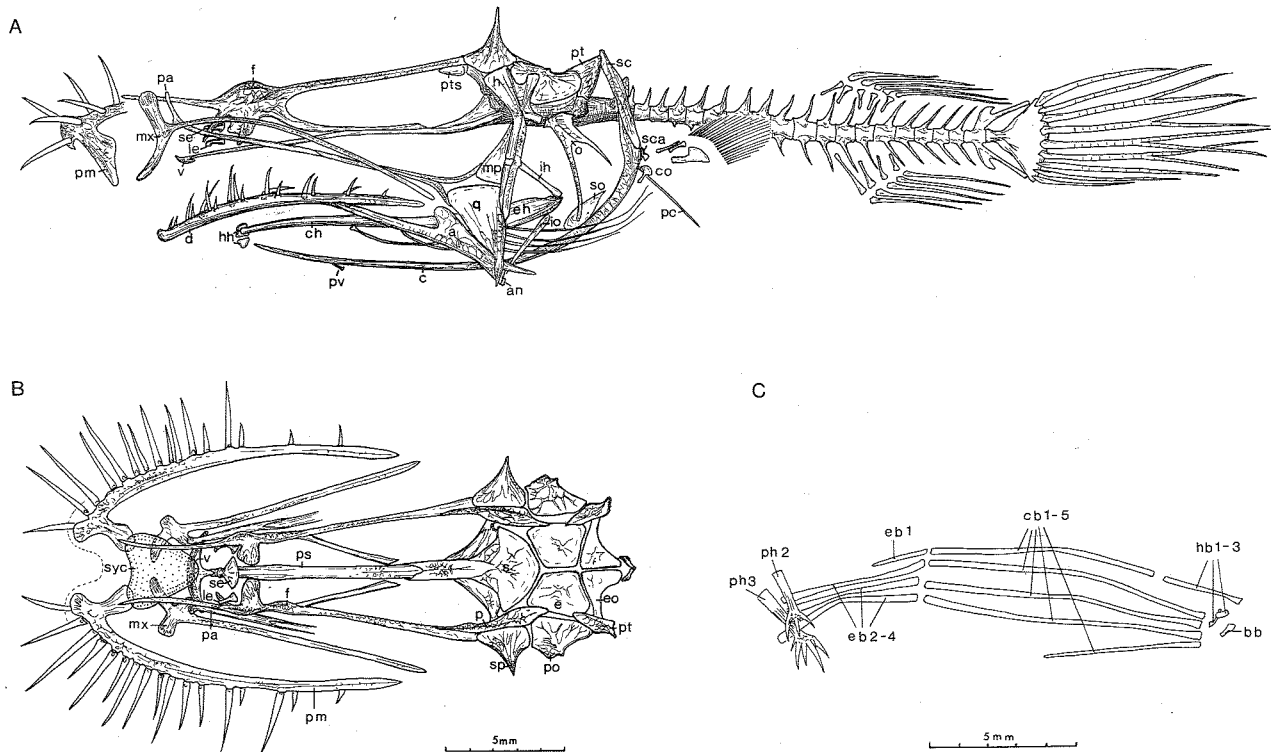 A
pa
f
pts
h
pt
sc
mx
se
ie
v
pm
o
sca
mp
ih
co
so
q
eh
io
pc
d
hh
ch
a
pv
c
an
B
C
syc
v
ps
se
ie
f
s
e
eo
mx
pa
p
sp
po
pt
pm
5mm
eb1
cb1-5
ph2
hb1-3
ph3
eb2-4
bb
5mm